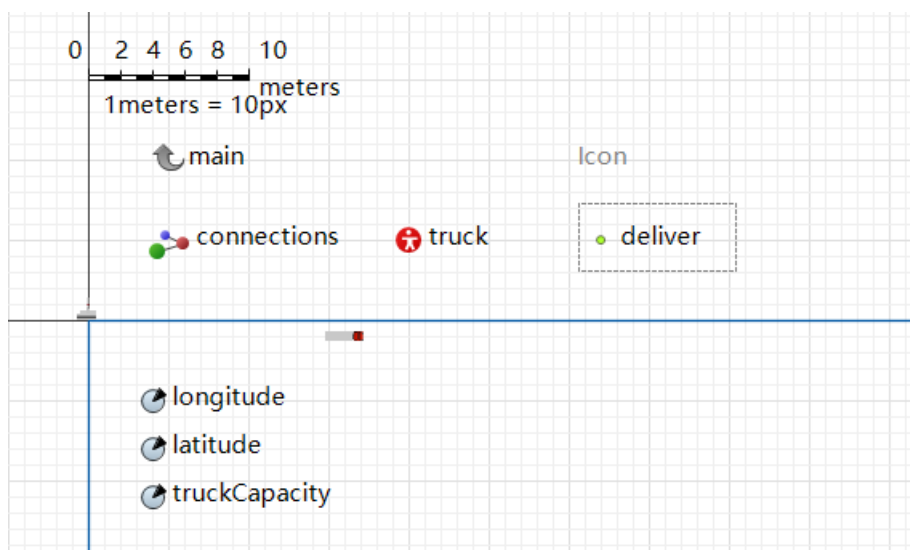 0 2 4 6 8 10
meters
1meters = 10px
main
Icon
connections
truck
deliver
longitude
latitude
truckCapacity